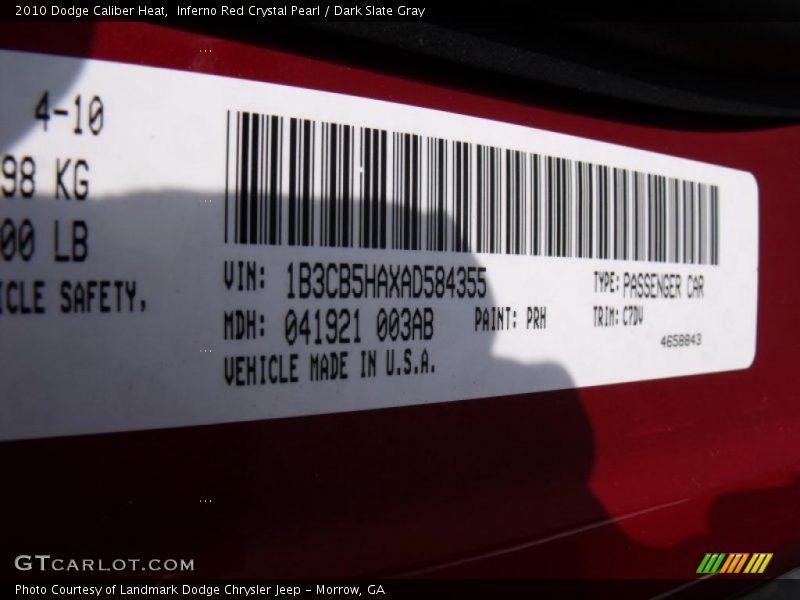 2010 Dodge Caliber Heat,  Inferno Red Crystal Pearl / Dark Slate Gray
4-10
98 KG
00 LB
ICLE SAFETY,
VIN: 1B3CB5HAXAD584355
TYPE: PASSENGER CAR
MDH: 041921 003AB
PAINT: PRH
TRIM: C7DV
VEHICLE MADE IN U.S.A.
4658843
GTCARLOT.COM
Photo Courtesy of Landmark Dodge Chrysler Jeep - Morrow, GA